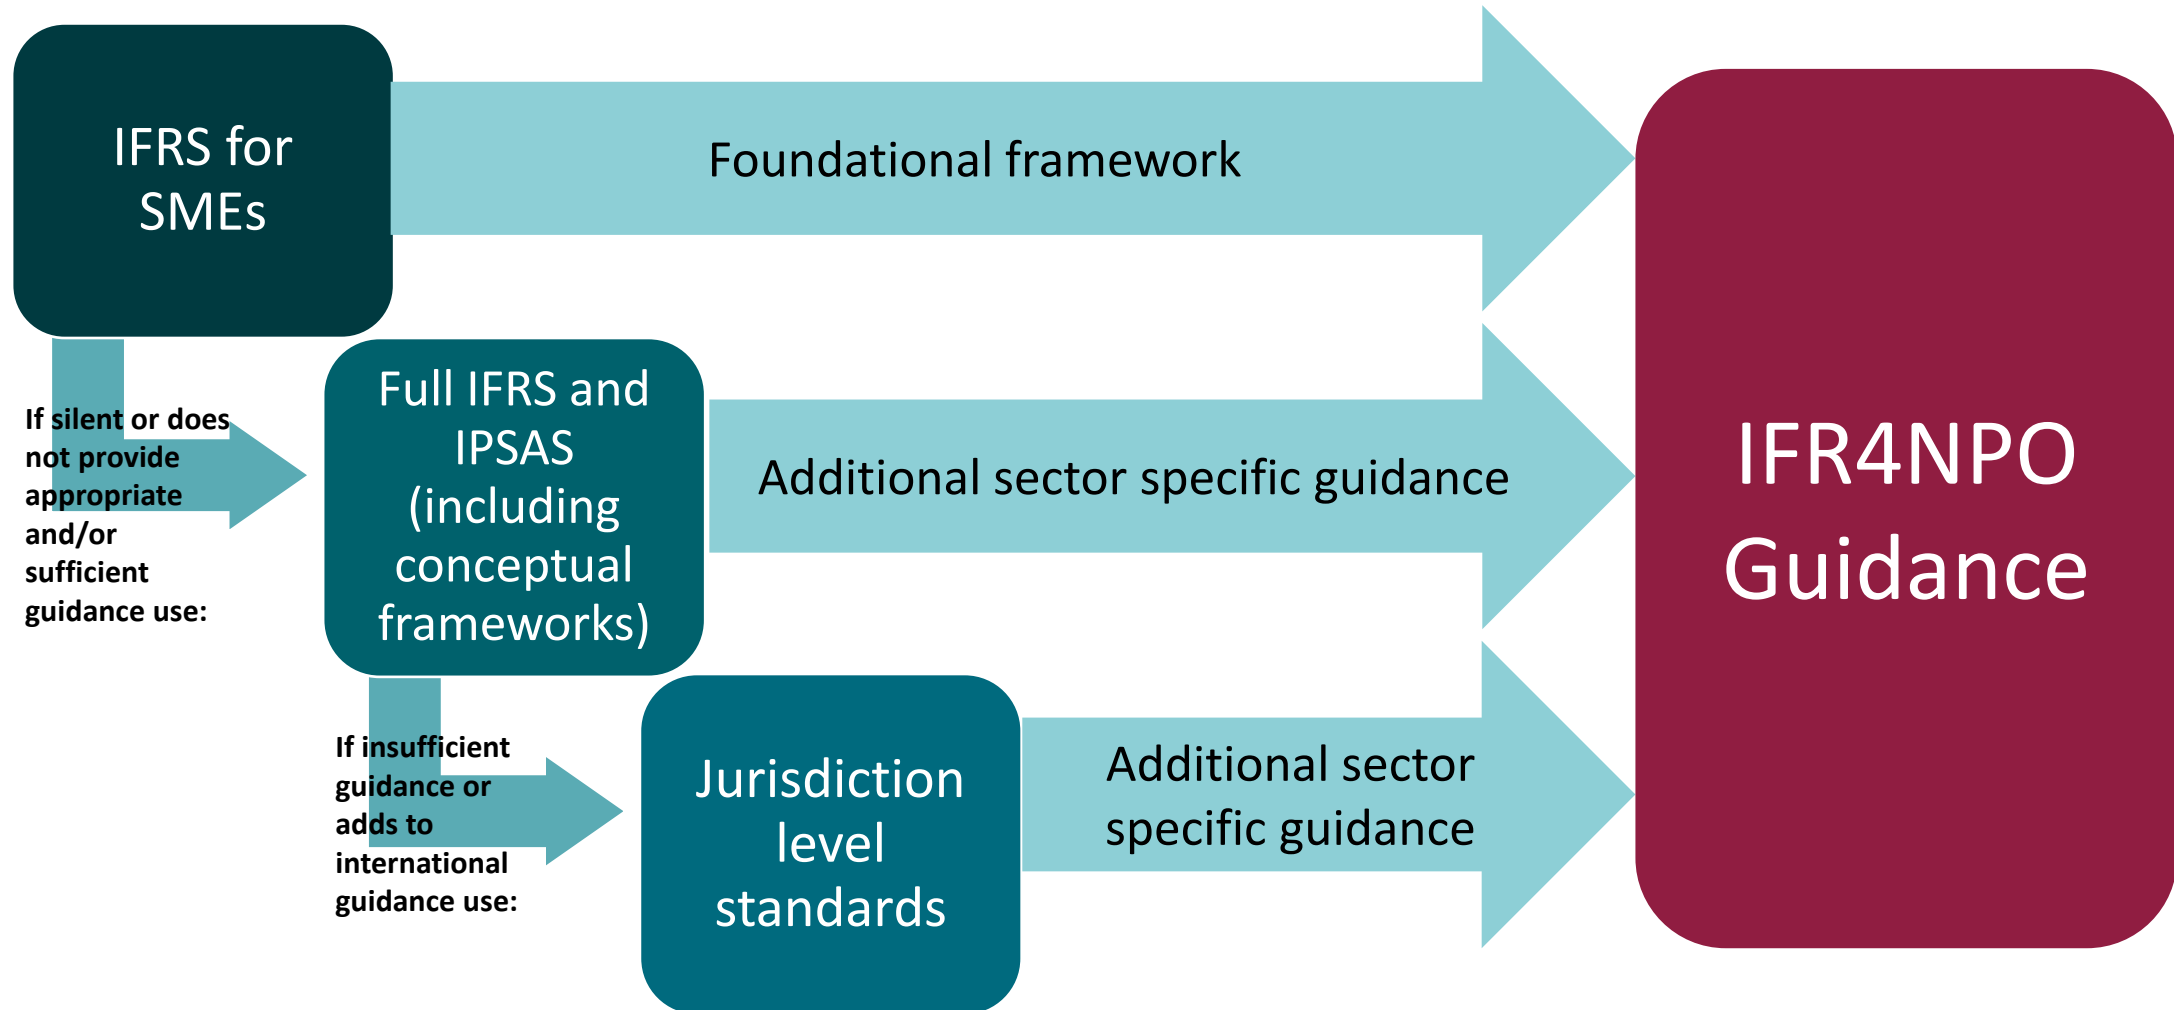 IFRS for
SMEs
Foundational framework
If silent or does
not provide
appropriate
and/or
sufficient
guidance use:
Full IFRS and
IPSAS
(including
conceptual
frameworks)
Additional sector specific guidance
If insufficient
guidance or
adds to
international
guidance use:
Jurisdiction
level
standards
Additional sector
specific guidance
IFR4NPO
Guidance